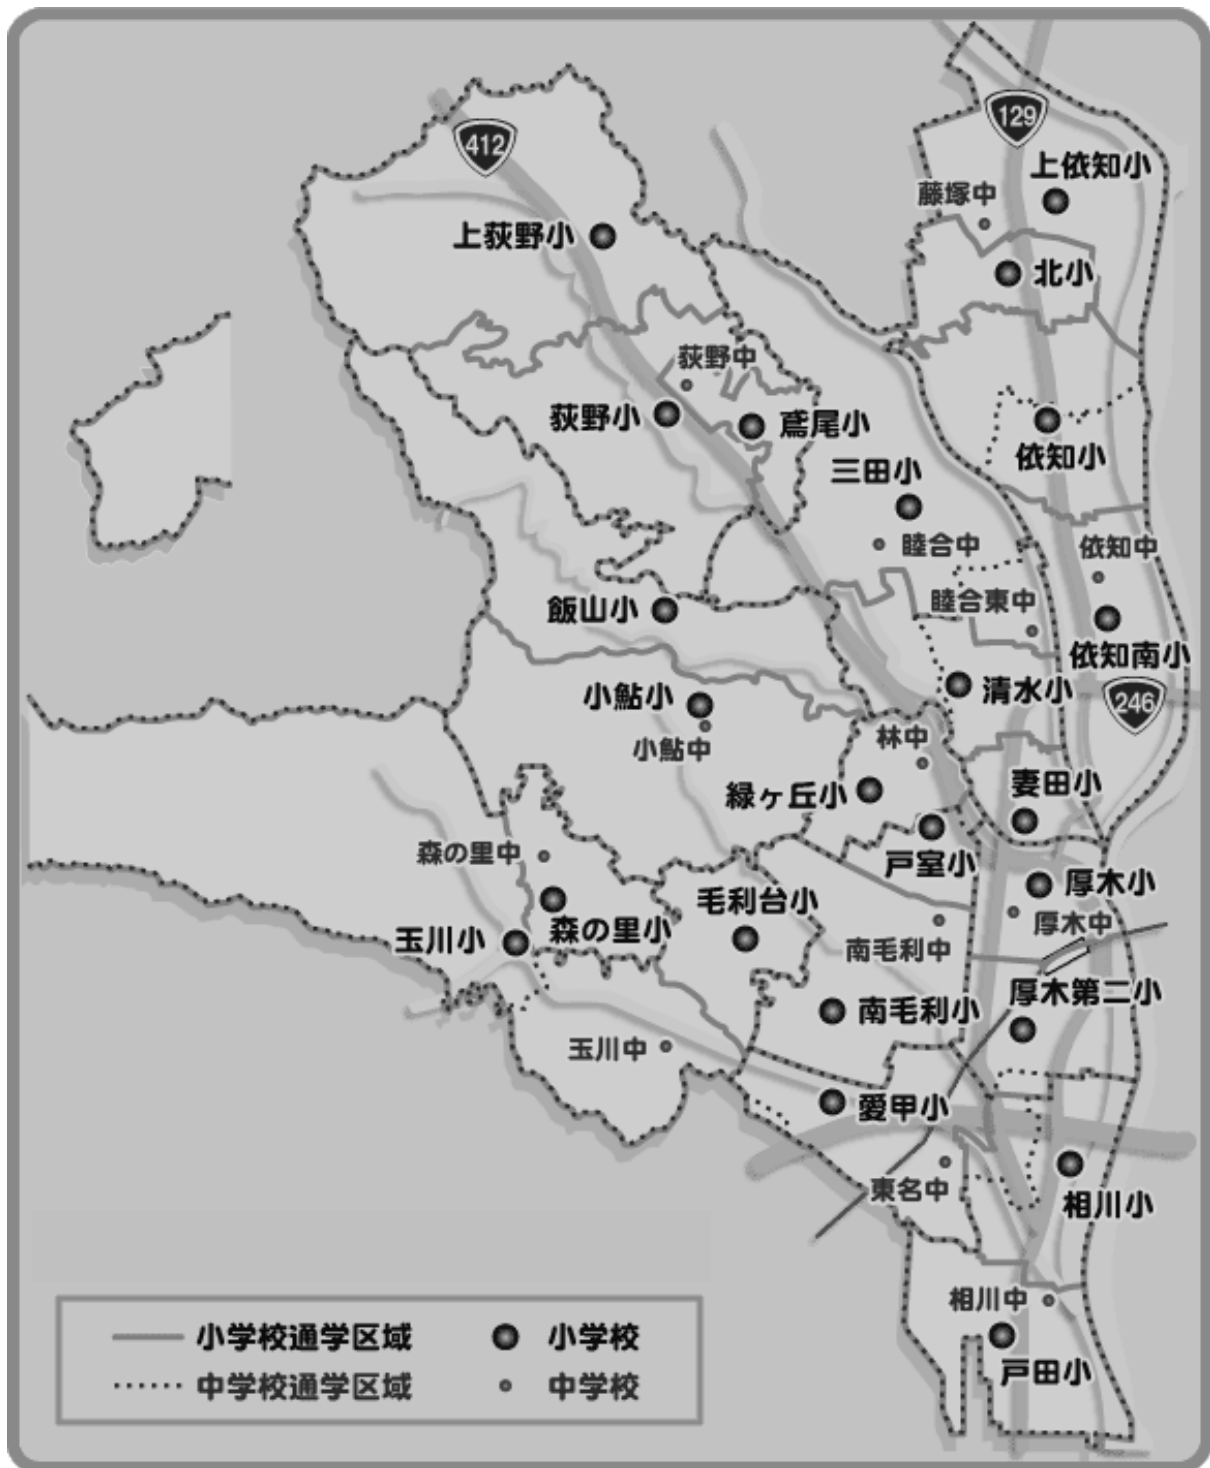 129
上依知小
412
藤塚中
上荻野小
北小
荻野中
荻野小
鳶尾小
依知小
三田小
睦合中
依知中
睦合東中
飯山小
依知南小
清水小
小鮎小
246
林中
小鮎中
妻田小
緑ヶ丘小
森の里中
戸室小
厚木小
毛利台小
厚木中
森の里小
玉川小
南毛利中
厚木第二小
南毛利小
玉川中
愛甲小
東名中
相川小
相川中
戸田小
小学校通学区域 小学校
中学校通学区域 中学校